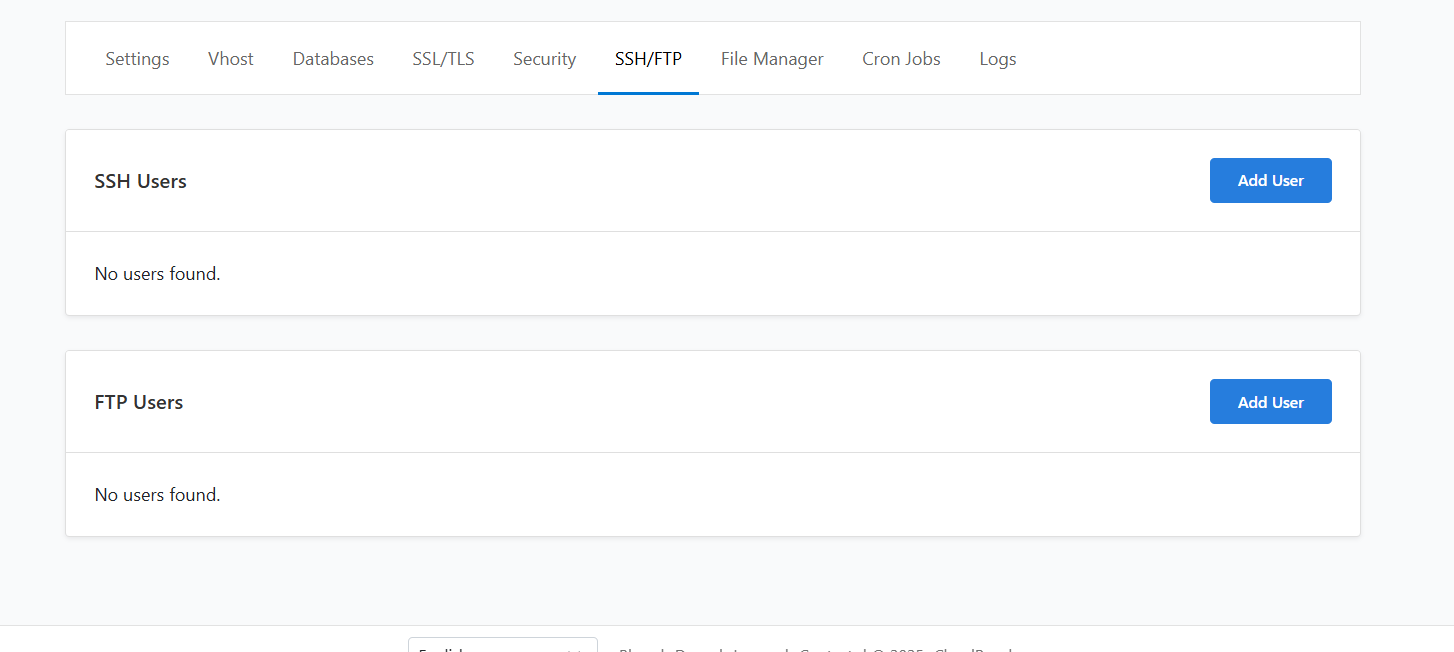 Settings Vhost Databases SSL/TLS Security SSH/FTP File Manager Cron Jobs Logs
SSH Users Add User
No users found.
FTP Users Add User
No users found.